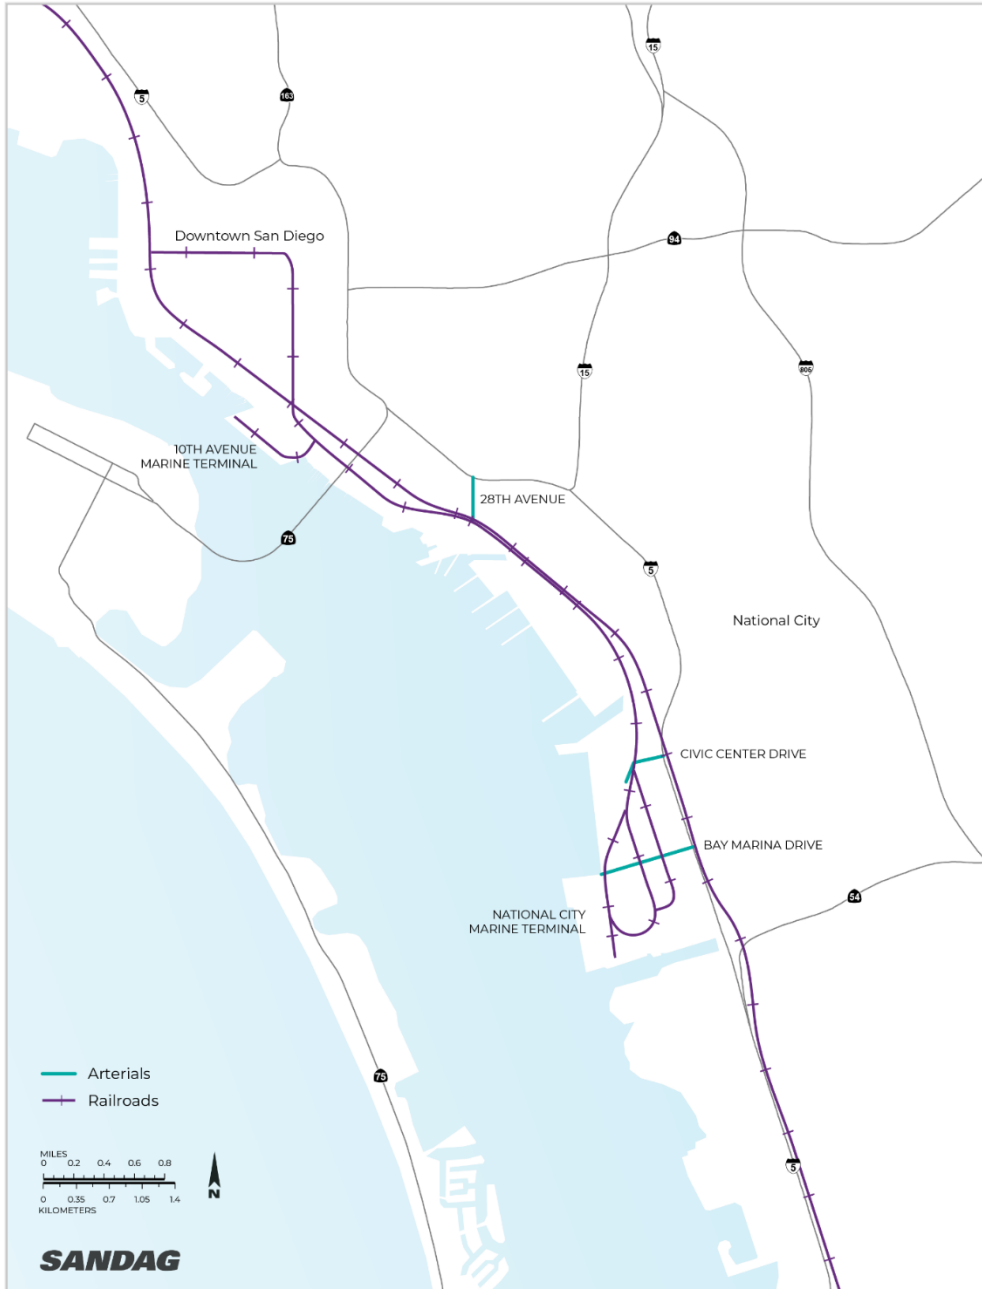 15
5
163
Downtown San Diego
94
15
805
10TH AVENUE
MARINE TERMINAL
28TH AVENUE
75
5
National City
CIVIC CENTER DRIVE
BAY MARINA DRIVE
54
NATIONAL CITY
MARINE TERMINAL
75
Arterials
Railroads
MILES
0 0.2 0.4 0.6 0.8
0 0.35 0.7 1.05 1.4
KILOMETERS
N
5
SANDAG